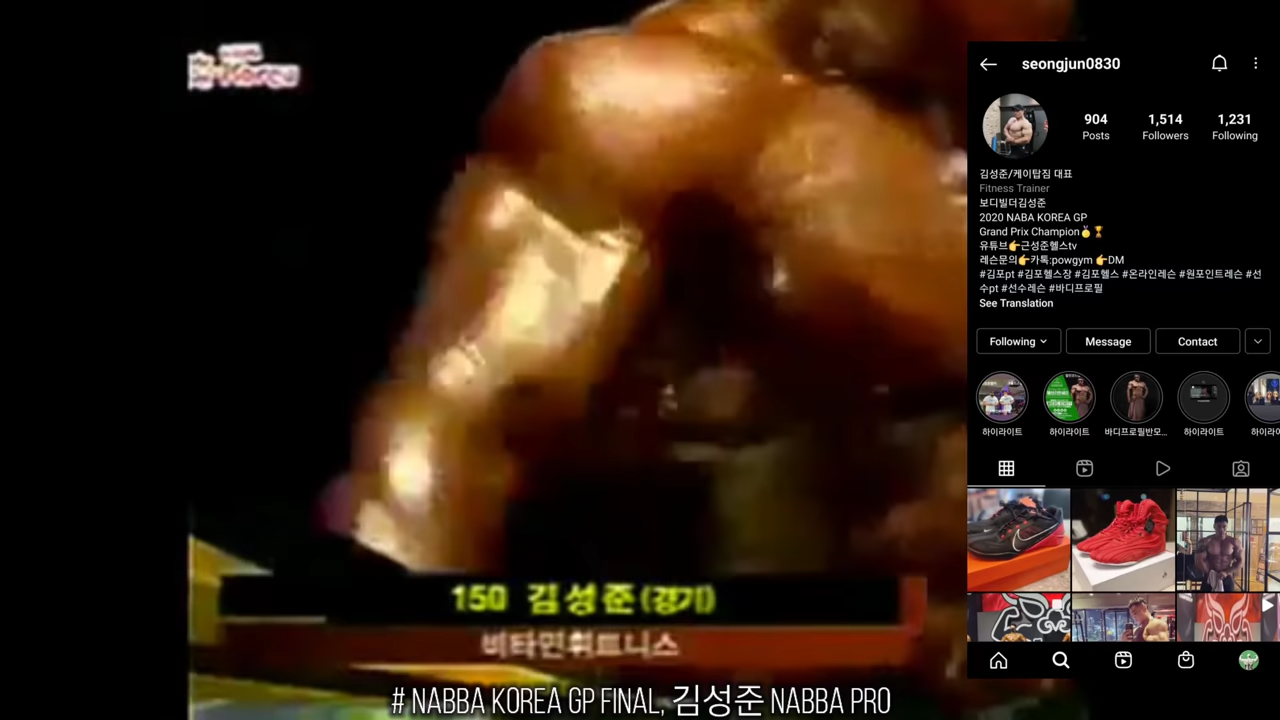 Korea
150 김성준(경기)
비타민휘트니스
# NABBA KOREA GP FINAL, 김성준 NABBA PRO
seongjun0830
904
Posts
1,514
Followers
1,231
Following
김성준/케이탑짐 대표
Fitness Trainer
보디빌더김성준
2020 NABA KOREA GP
Grand Prix Champion🏅🏆
유튜브👉근성준헬스tv
레슨문의👉카톡:powgym 👉DM
#김포pt #김포헬스장 #김포헬스 #온라인레슨 #원포인트레슨 #선
수pt #선수레슨 #바디프로필
See Translation
Following
Message
Contact
하이라이트
하이라이트
바디프로필반모...
하이라이트
하이라이